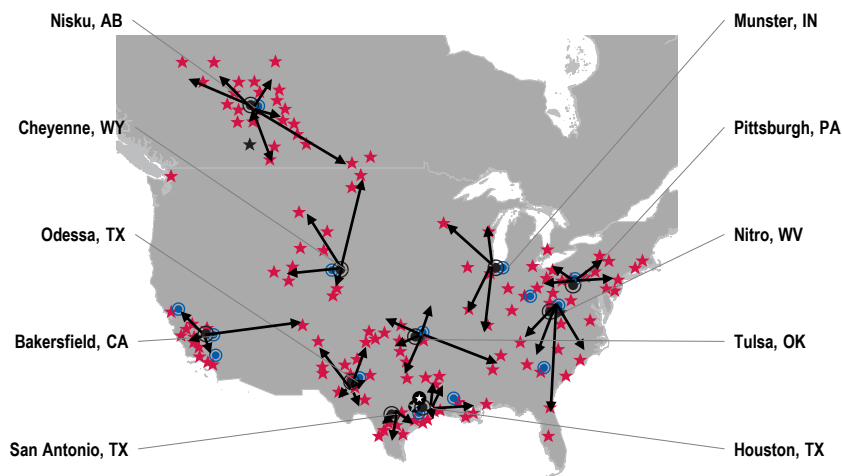 Nisku, AB
Munster, IN
Cheyenne, WY
Pittsburgh, PA
Odessa, TX
Nitro, WV
Bakersfield, CA
Tulsa, OK
San Antonio, TX
Houston, TX